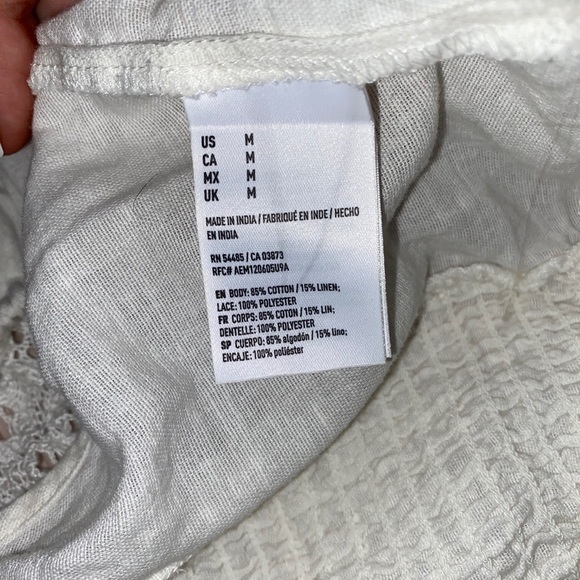 US M
CA M
MX M
UK M
MADE IN INDIA / FABRIQUÉ EN INDE / HECHO
EN INDIA
RN 54485 / CA 03873
RFC# AEM120605U9A
EN BODY: 85% COTTON / 15% LINEN;
LACE: 100% POLYESTER
FR CORPS: 85% COTON / 15% LIN;
DENTELLE: 100% POLYESTER
SP CUERPO: 85% algodón / 15% lino;
ENCAJE: 100% poliéster